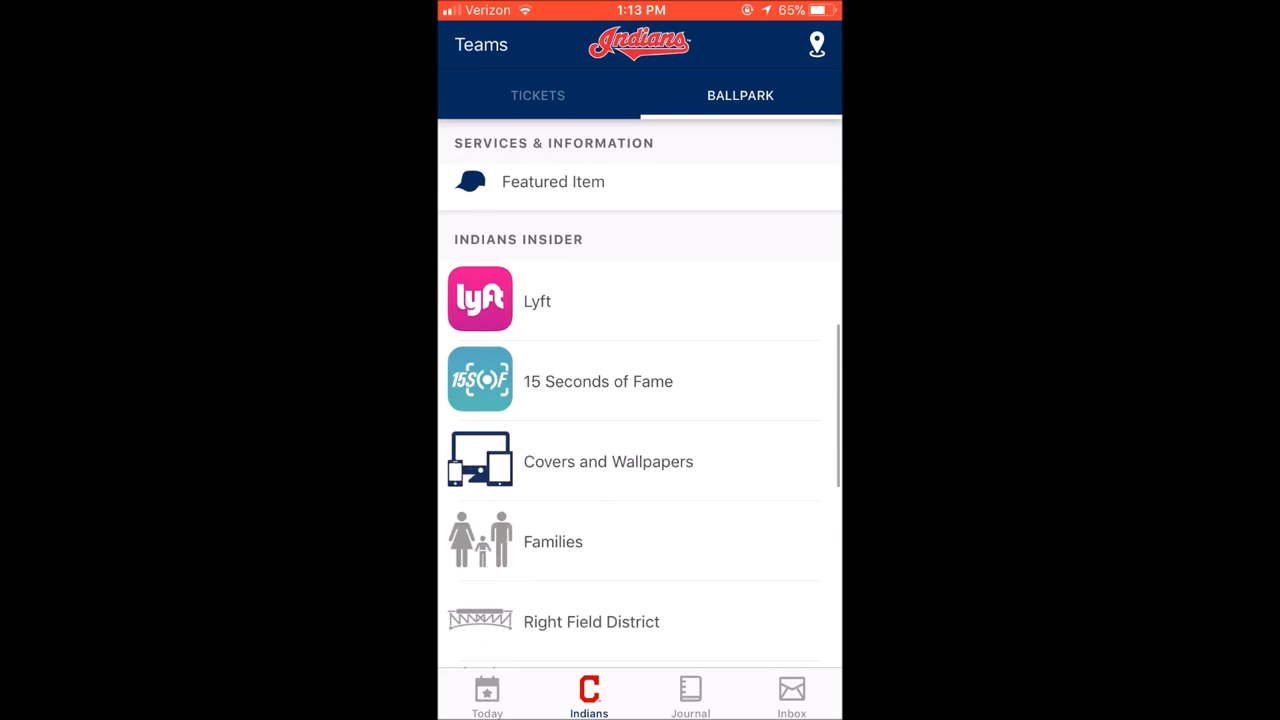 Verizon 1:13 PM 65%
Teams Indians
TICKETS BALLPARK
SERVICES & INFORMATION
Featured Item
INDIANS INSIDER
lyft Lyft
15S(•)F 15 Seconds of Fame
Covers and Wallpapers
Families
Right Field District
C
Today Indians Journal Inbox